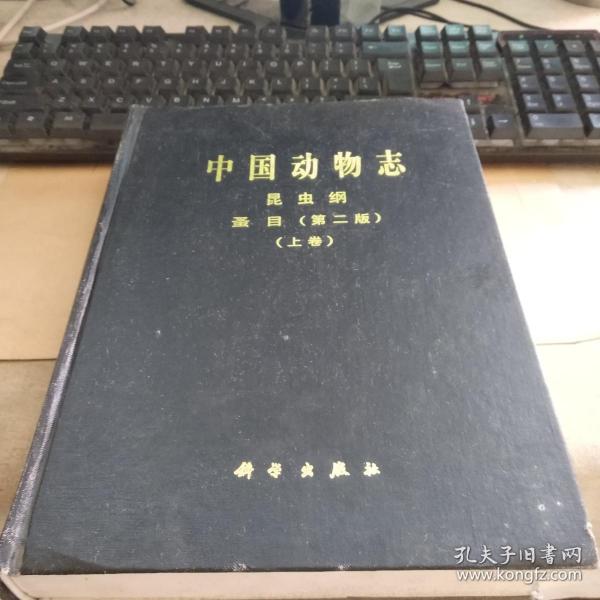 中国动物志
昆虫纲
蚤目（第二版）
（上卷）
科学出版社
孔夫子旧书网
www.kongfz.com